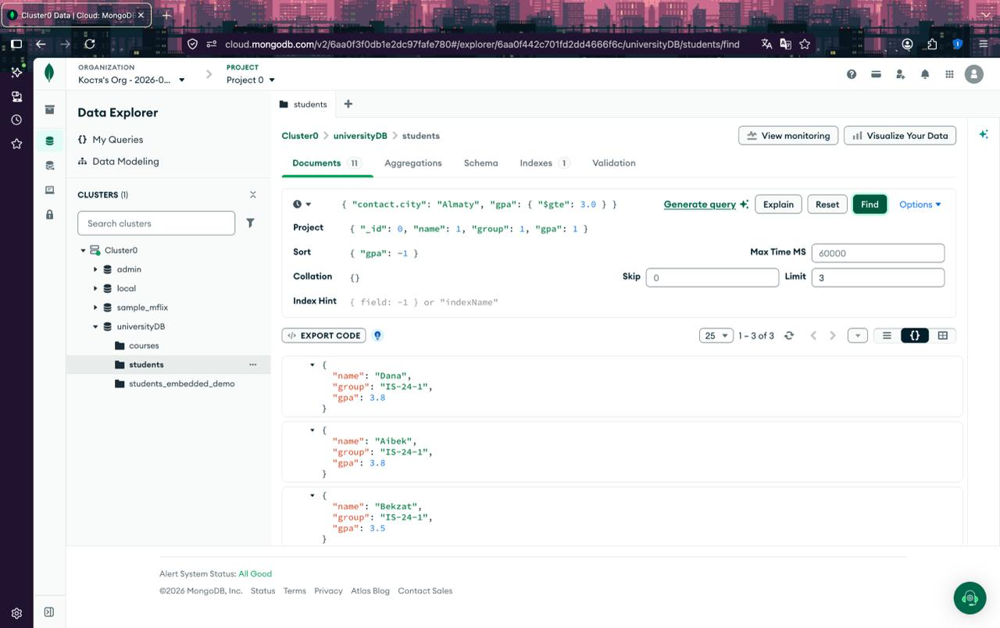 Cluster0 Data | Cloud: MongoD
cloud.mongodb.com/v2/6aa0f3f0db1e2dc97fafe780#/explorer/6aa0f442c701fd2dd4666f6c/universityDB/students/find
ORGANIZATION
Костя's Org - 2026-0...
PROJECT
Project 0
Data Explorer
My Queries
Data Modeling
CLUSTERS (1)
Search clusters
Cluster0
admin
local
sample_mflix
universityDB
courses
students
students_embedded_demo
students
Cluster0 > universityDB > students
View monitoring
Visualize Your Data
Documents 11
Aggregations
Schema
Indexes 1
Validation
{ "contact.city": "Almaty", "gpa": { "$gte": 3.0 } }
Generate query
Explain
Reset
Find
Options
Project
{ "_id": 0, "name": 1, "group": 1, "gpa": 1 }
Sort
{ "gpa": -1 }
Max Time MS
60000
Collation
{}
Skip
0
Limit
3
Index Hint
{ field: -1 } or "indexName"
EXPORT CODE
25
1 – 3 of 3
{}
{
"name": "Dana",
"group": "IS-24-1",
"gpa": 3.8
}
{
"name": "Aibek",
"group": "IS-24-1",
"gpa": 3.8
}
{
"name": "Bekzat",
"group": "IS-24-1",
"gpa": 3.5
}
Alert System Status: All Good
©2026 MongoDB, Inc. Status Terms Privacy Atlas Blog Contact Sales